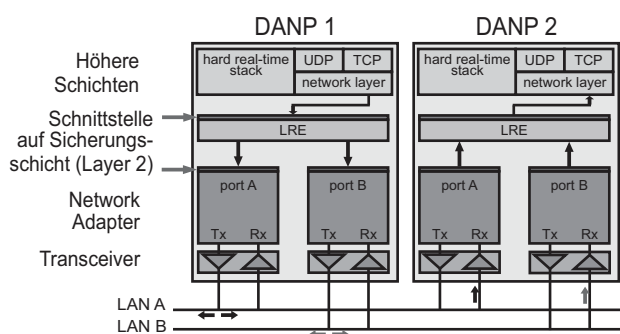 DANP 1
DANP 2
Höhere
Schichten
hard real-time
stack
UDP
TCP
network layer
hard real-time
stack
UDP
TCP
network layer
Schnittstelle
auf Sicherungs-
schicht (Layer 2)
LRE
LRE
Network
Adapter
port A
port B
port A
port B
Tx
Rx
Tx
Rx
Tx
Rx
Tx
Rx
Transceiver
LAN A
LAN B